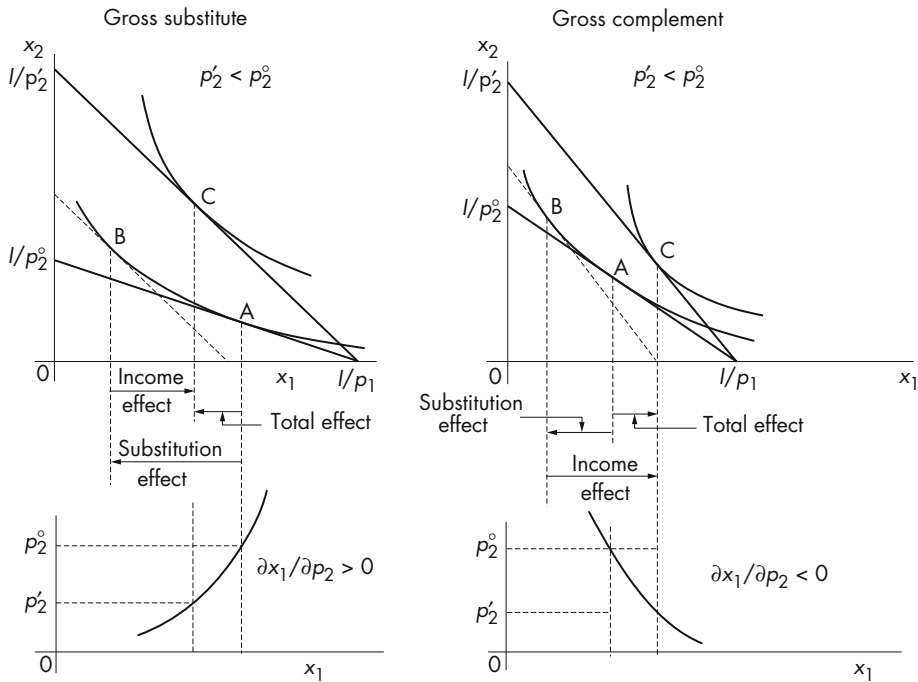 Gross substitute
x₂
I/p′₂
p′₂ < p°₂
C
B
I/p°₂
A
0
x₁
I/p₁
Income
effect
Total effect
Substitution
effect
p°₂
∂x₁/∂p₂ > 0
p′₂
0
x₁
Gross complement
x₂
I/p′₂
p′₂ < p°₂
I/p°₂
B
C
A
0
I/p₁
x₁
Substitution
effect
Total effect
Income
effect
p°₂
∂x₁/∂p₂ < 0
p′₂
0
x₁